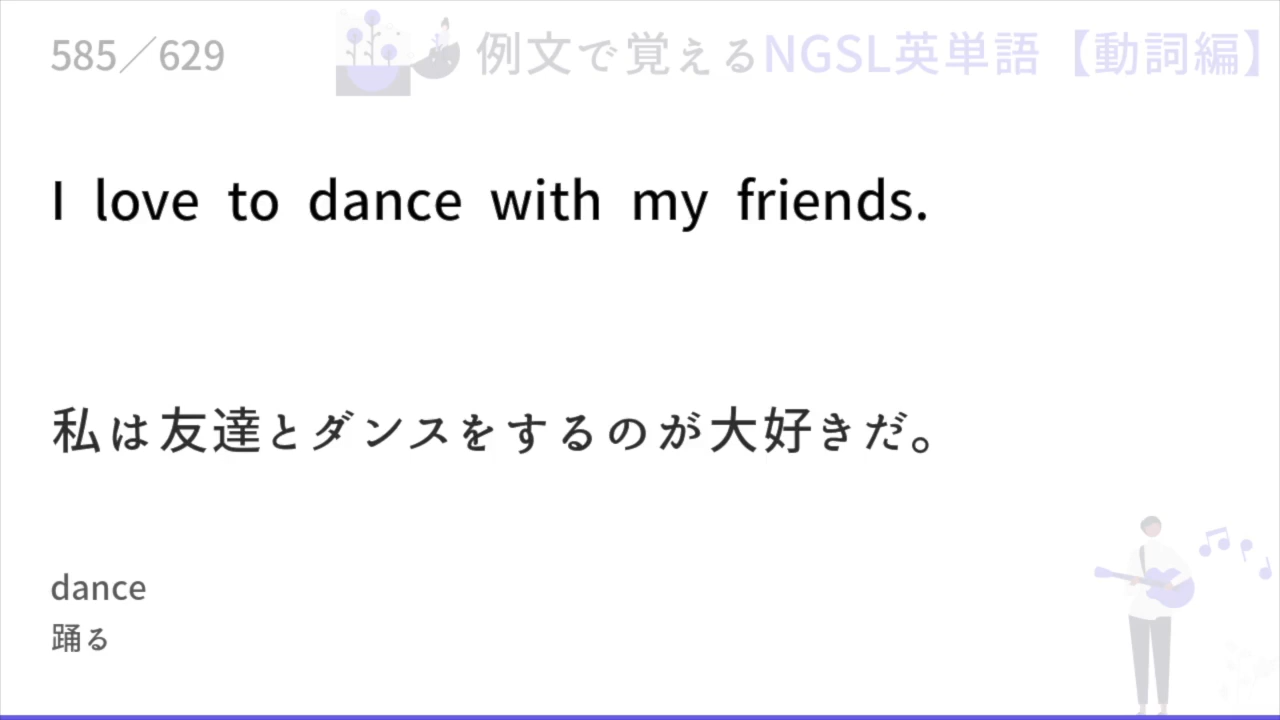 585／629
例文で覚えるNGSL英単語【動詞編】
I love to dance with my friends.
私は友達とダンスをするのが大好きだ。
dance
踊る